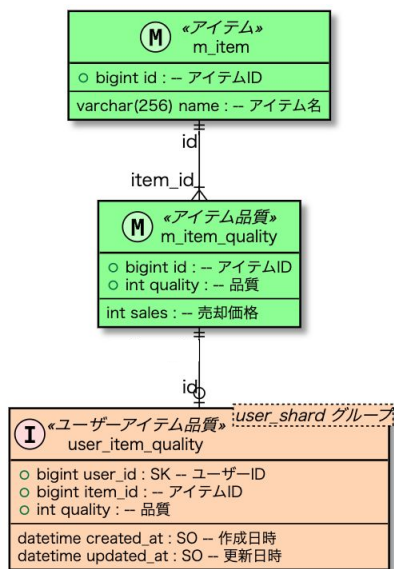 M
«アイテム»
m_item
bigint id : -- アイテムID
varchar(256) name : -- アイテム名
id
item_id
M
«アイテム品質»
m_item_quality
bigint id : -- アイテムID
int quality : -- 品質
int sales : -- 売却価格
id
user_shard グループ
I
«ユーザーアイテム品質»
user_item_quality
bigint user_id : SK -- ユーザーID
bigint item_id : -- アイテムID
int quality : -- 品質
datetime created_at : SO -- 作成日時
datetime updated_at : SO -- 更新日時